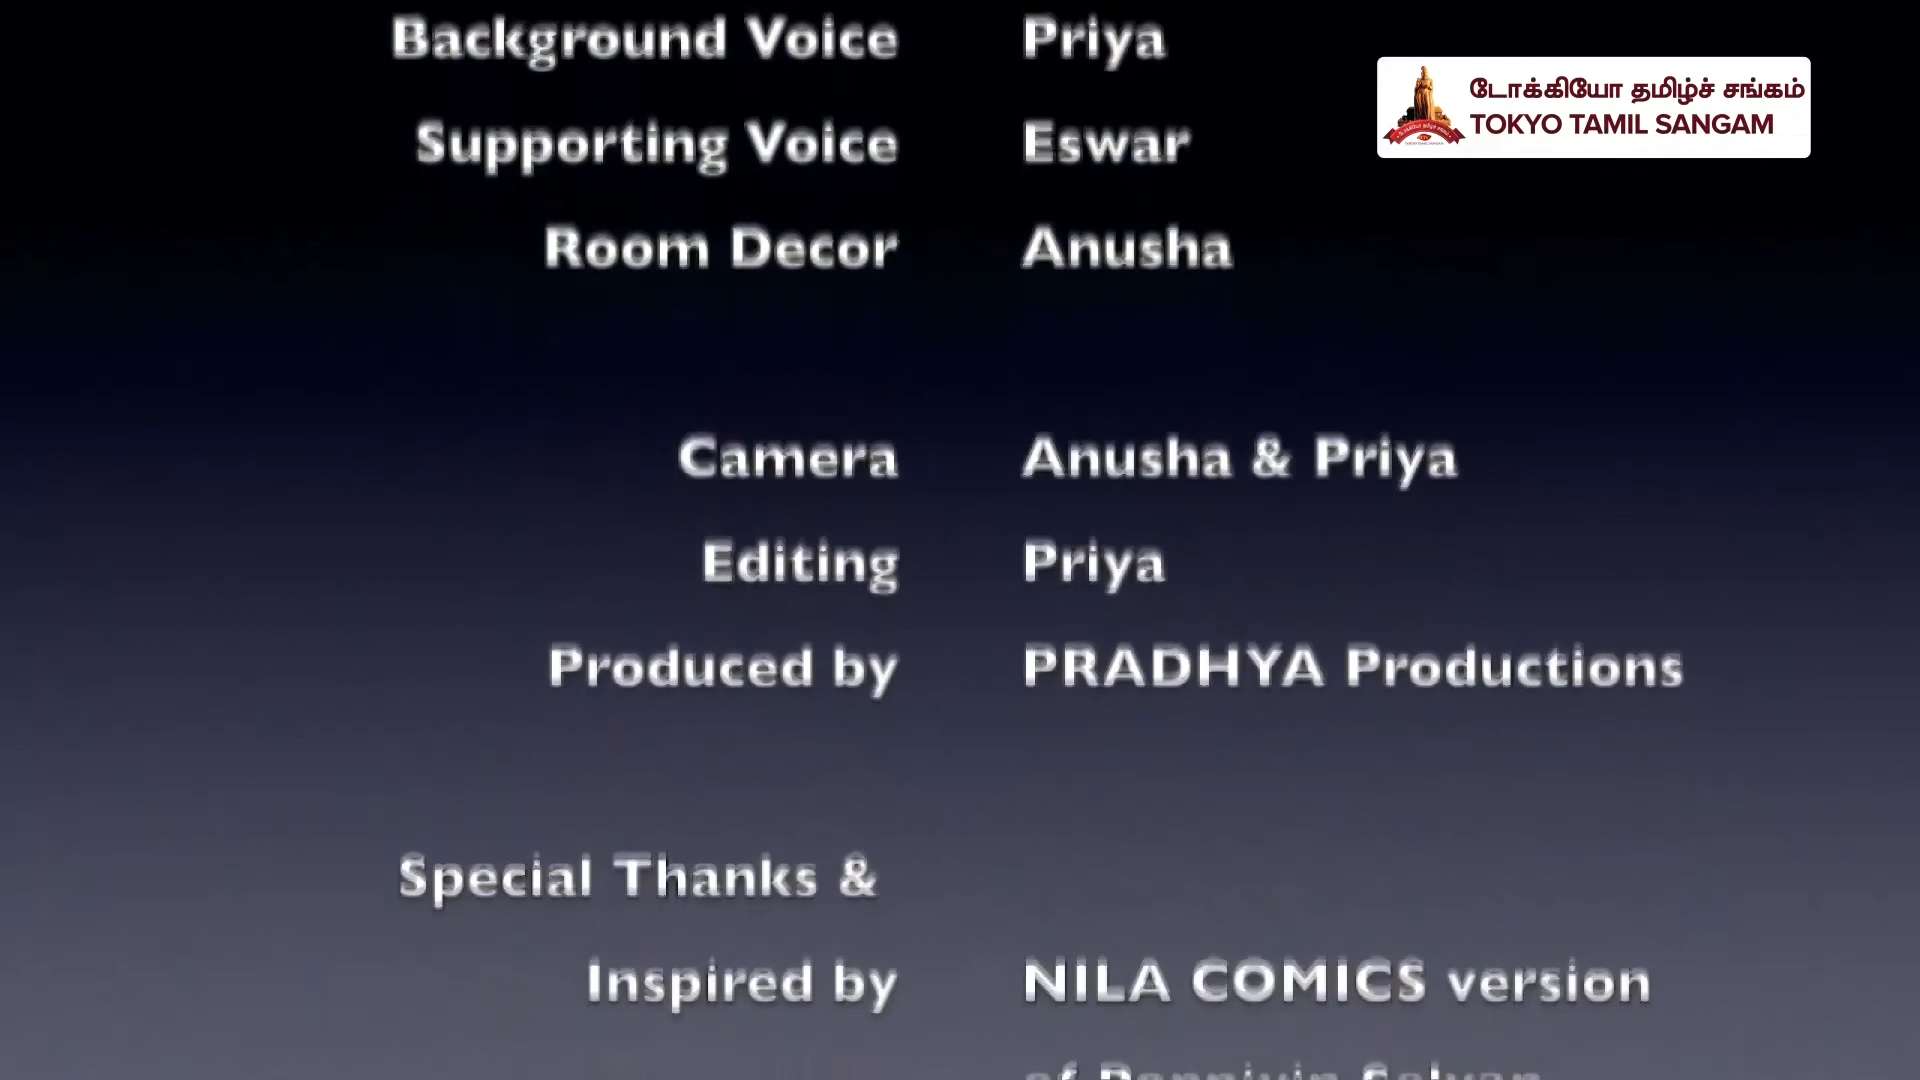 Background Voice Priya
Supporting Voice Eswar
Room Decor Anusha
Camera Anusha & Priya
Editing Priya
Produced by PRADHYA Productions
Special Thanks &
Inspired by NILA COMICS version
டோக்கியோ தமிழ்ச் சங்கம்
TOKYO TAMIL SANGAM